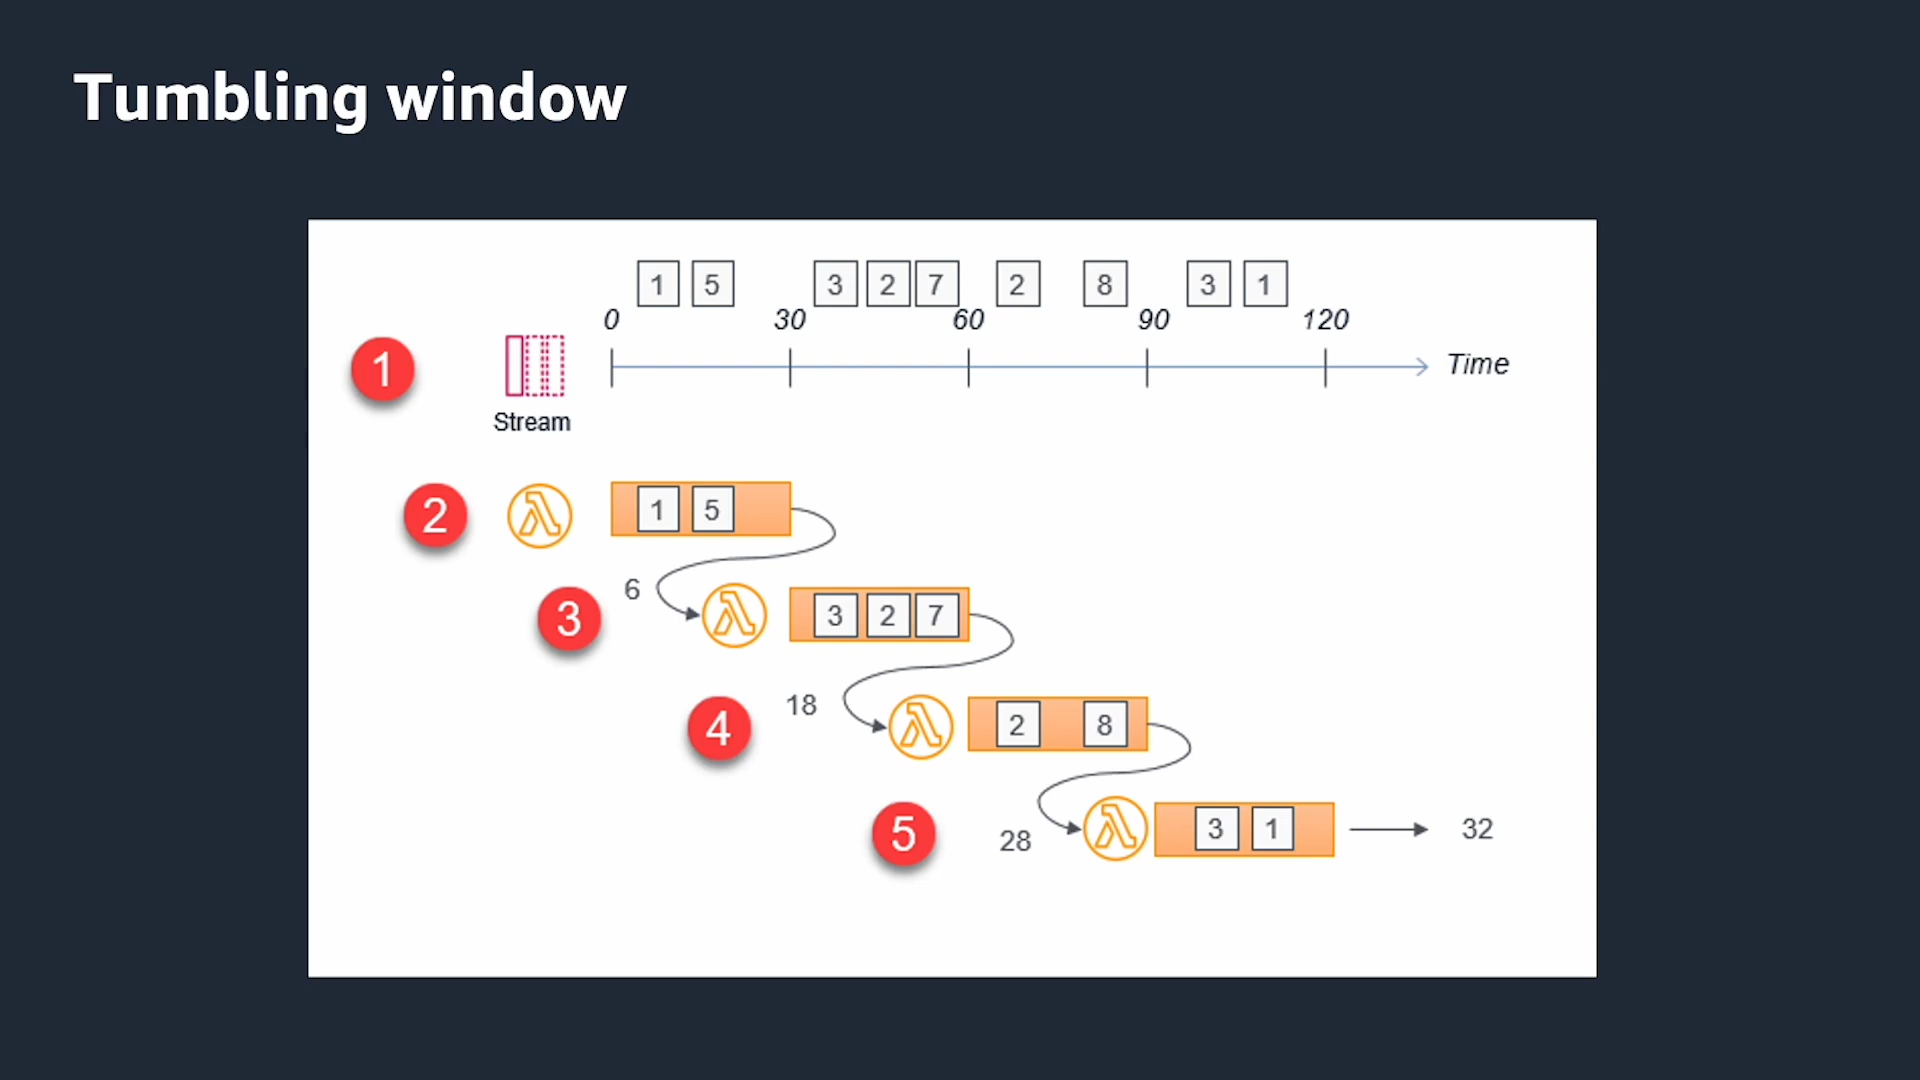 Tumbling window
1 5 3 2 7 2 8 3 1
0 30 60 90 120
1 Time
Stream
2 1 5
6
3 3 2 7
18
4 2 8
5 28 3 1 32